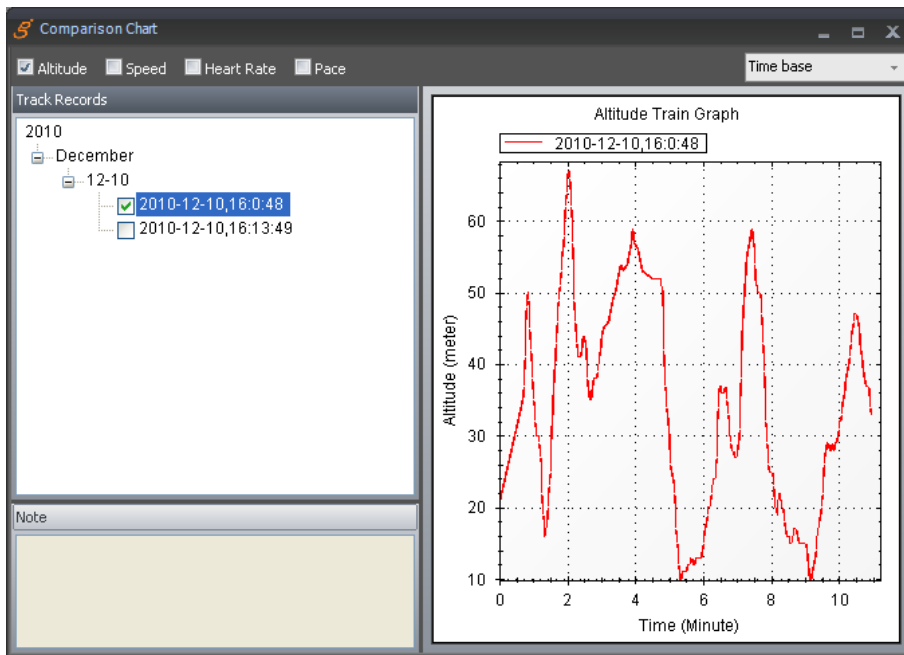 Comparison Chart
Altitude Speed Heart Rate Pace Time base
Track Records
2010
December
12-10
2010-12-10,16:0:48
2010-12-10,16:13:49
Note
Altitude Train Graph
2010-12-10,16:0:48
Altitude (meter)
60
50
40
30
20
10
0 2 4 6 8 10
Time (Minute)